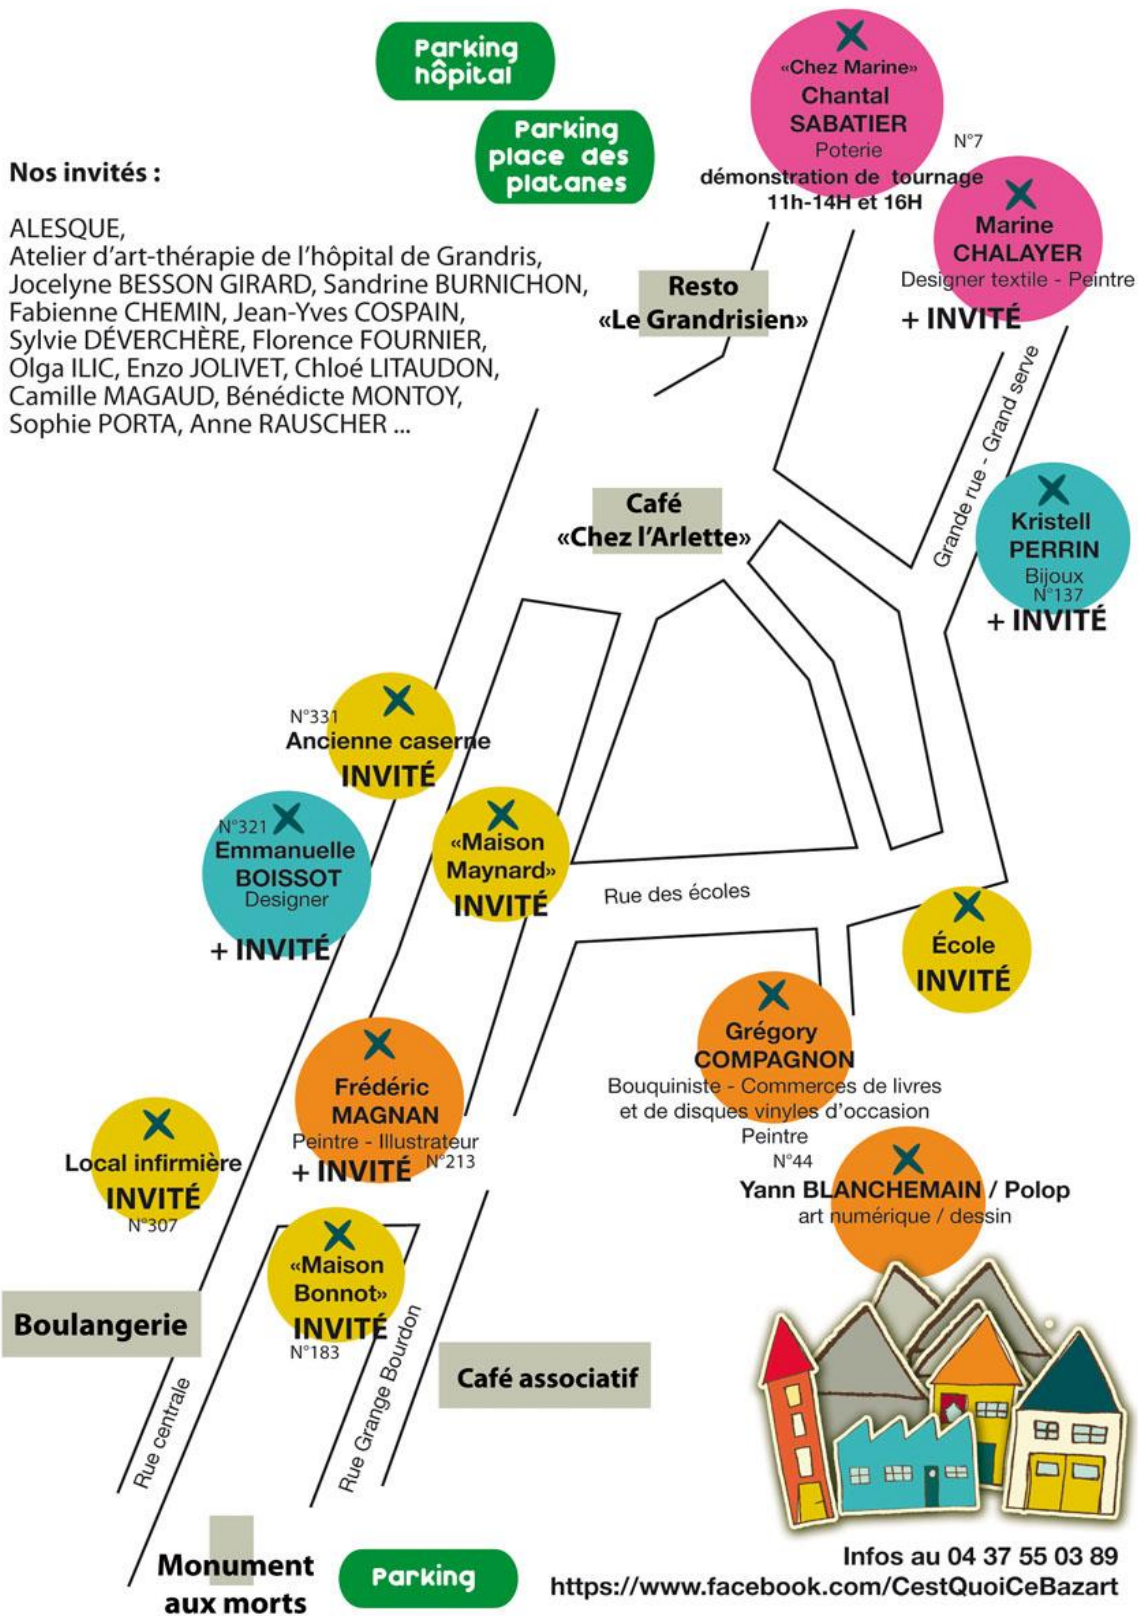 Parking
hôpital
Parking
place des
platanes
«Chez Marine»
Chantal
SABATIER
Poterie
démonstration de tournage
11h-14H et 16H
N°7
Marine
CHALAYER
Designer textile - Peintre
+ INVITÉ
Nos invités :
ALESQUE,
Atelier d'art-thérapie de l'hôpital de Grandris,
Jocelyne BESSON GIRARD, Sandrine BURNICHON,
Fabienne CHEMIN, Jean-Yves COSPAIN,
Sylvie DÉVERCHÈRE, Florence FOURNIER,
Olga ILIC, Enzo JOLIVET, Chloé LITAUDON,
Camille MAGAUD, Bénédicte MONTOY,
Sophie PORTA, Anne RAUSCHER ...
Resto
«Le Grandrisien»
Grande rue - Grand serve
Café
«Chez l'Arlette»
Kristell
PERRIN
Bijoux
N°137
+ INVITÉ
N°331
Ancienne caserne
INVITÉ
N°321
Emmanuelle
BOISSOT
Designer
+ INVITÉ
«Maison
Maynard»
INVITÉ
Rue des écoles
École
INVITÉ
Grégory
COMPAGNON
Bouquiniste - Commerces de livres
et de disques vinyles d'occasion
Peintre
N°44
Frédéric
MAGNAN
Peintre - Illustrateur
+ INVITÉ
N°213
Local infirmière
INVITÉ
N°307
Yann BLANCHEMAIN / Polop
art numérique / dessin
«Maison
Bonnot»
INVITÉ
N°183
Boulangerie
Rue centrale
Rue Grange Bourdon
Café associatif
Monument
aux morts
Parking
Infos au 04 37 55 03 89
https://www.facebook.com/CestQuoiCeBazart